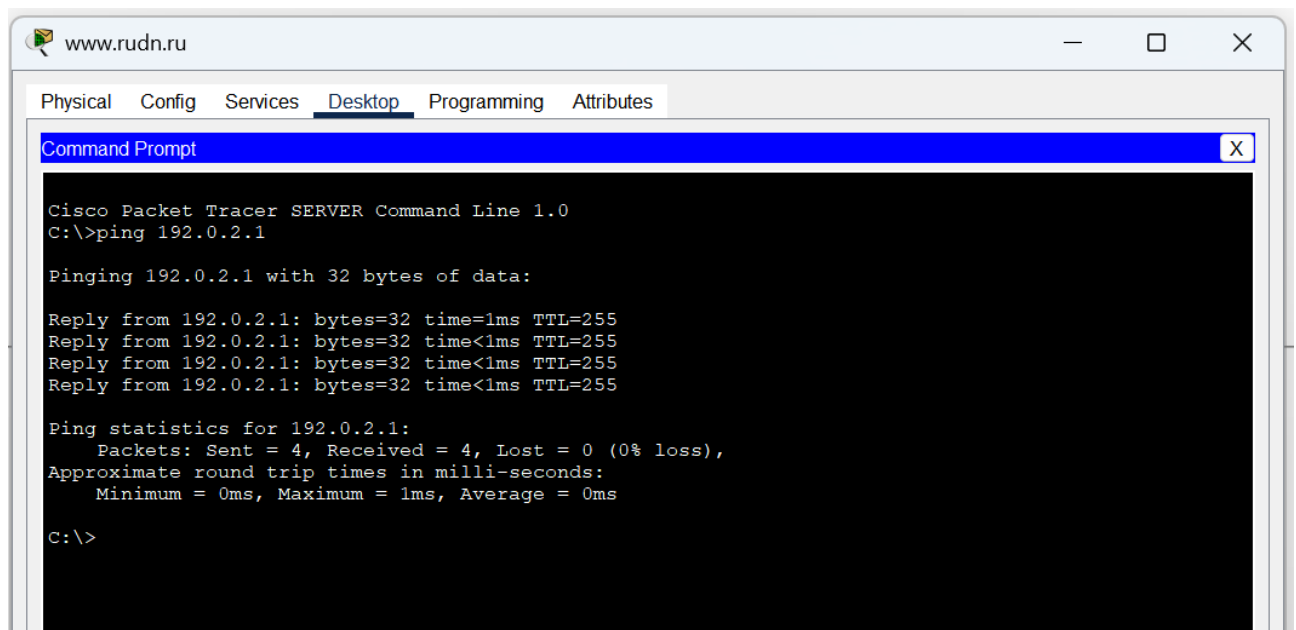 www.rudn.ru
Physical Config Services Desktop Programming Attributes
Command Prompt X
Cisco Packet Tracer SERVER Command Line 1.0
C:\>ping 192.0.2.1
Pinging 192.0.2.1 with 32 bytes of data:
Reply from 192.0.2.1: bytes=32 time=1ms TTL=255
Reply from 192.0.2.1: bytes=32 time<1ms TTL=255
Reply from 192.0.2.1: bytes=32 time<1ms TTL=255
Reply from 192.0.2.1: bytes=32 time<1ms TTL=255
Ping statistics for 192.0.2.1:
Packets: Sent = 4, Received = 4, Lost = 0 (0% loss),
Approximate round trip times in milli-seconds:
Minimum = 0ms, Maximum = 1ms, Average = 0ms
C:\>